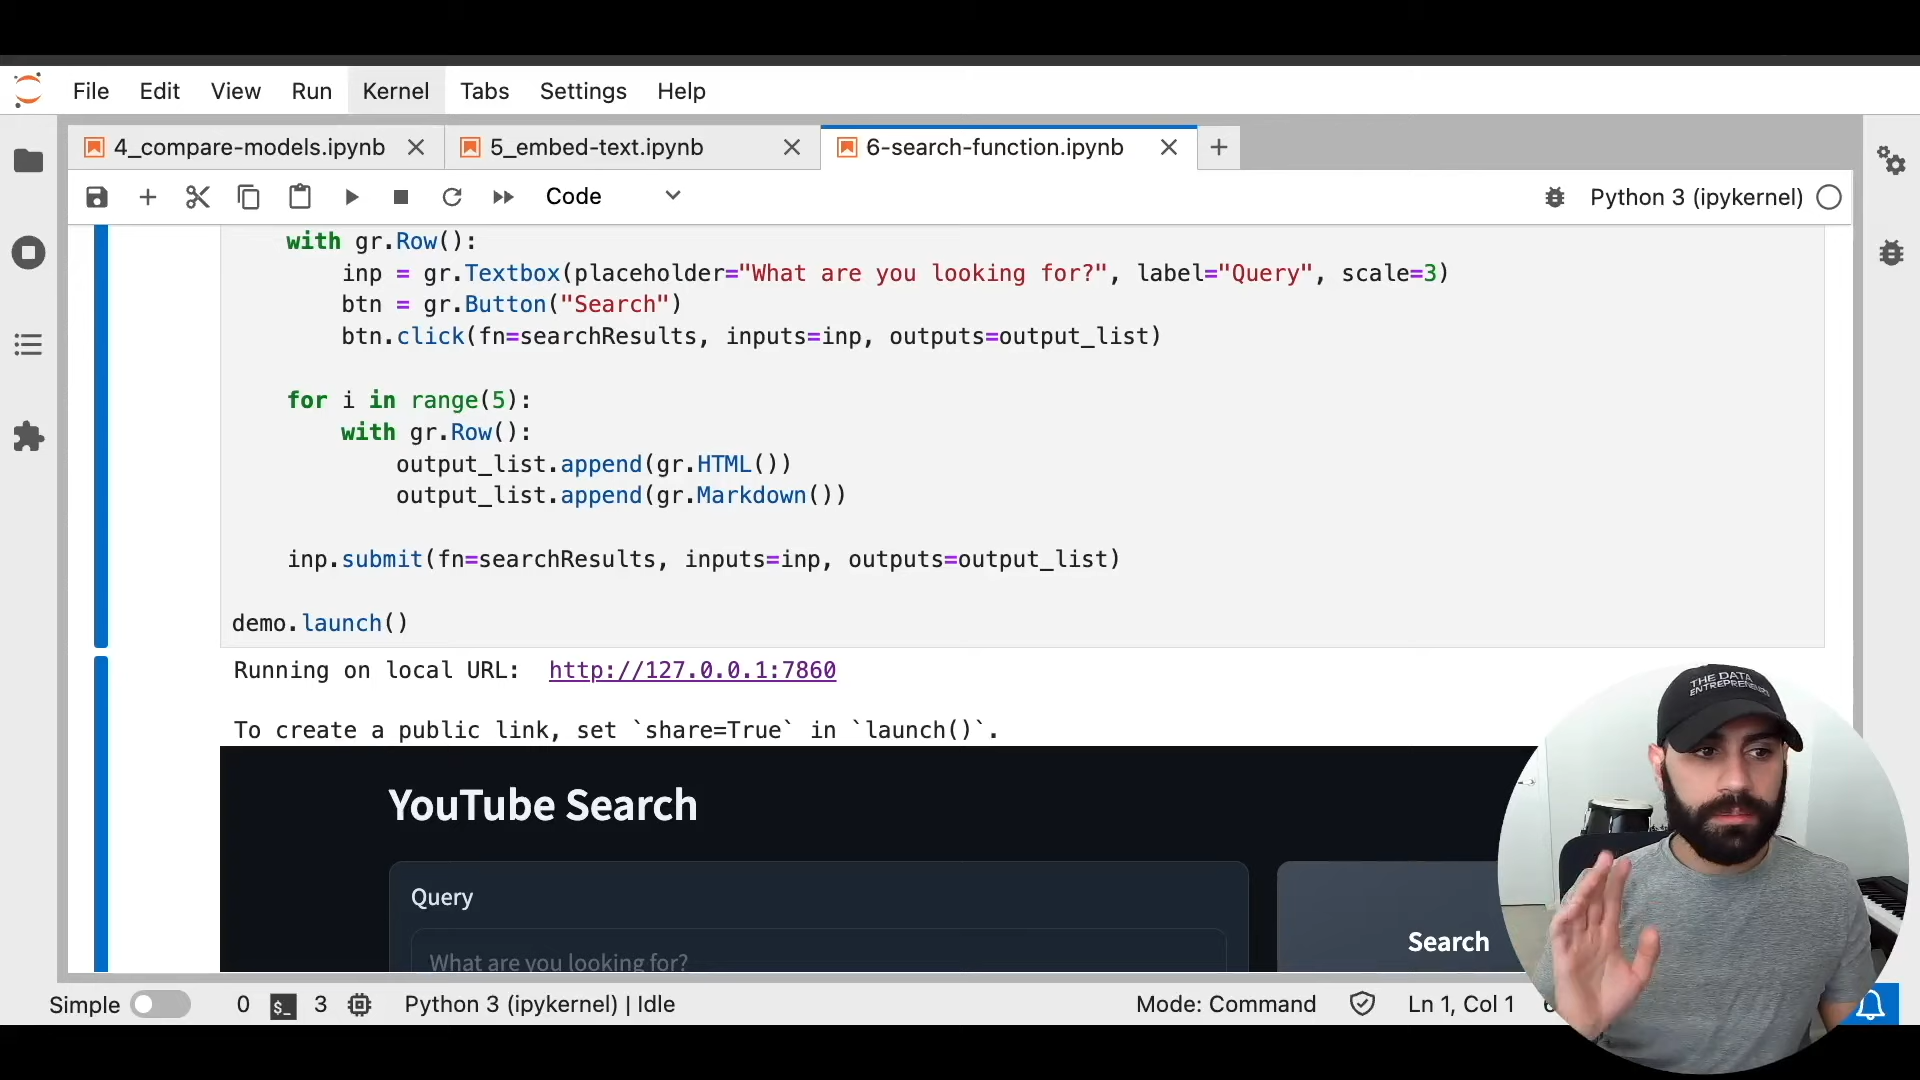 File Edit View Run Kernel Tabs Settings Help
4_compare-models.ipynb 5_embed-text.ipynb 6-search-function.ipynb
Code Python 3 (ipykernel)
with gr.Row():
inp = gr.Textbox(placeholder="What are you looking for?", label="Query", scale=3)
btn = gr.Button("Search")
btn.click(fn=searchResults, inputs=inp, outputs=output_list)
for i in range(5):
with gr.Row():
output_list.append(gr.HTML())
output_list.append(gr.Markdown())
inp.submit(fn=searchResults, inputs=inp, outputs=output_list)
demo.launch()
Running on local URL: http://127.0.0.1:7860
To create a public link, set `share=True` in `launch()`.
THE DATA
ENTREPRENEURS
YouTube Search
Query
Search
What are you looking for?
Simple 0 $_ 3 Python 3 (ipykernel) | Idle Mode: Command Ln 1, Col 1